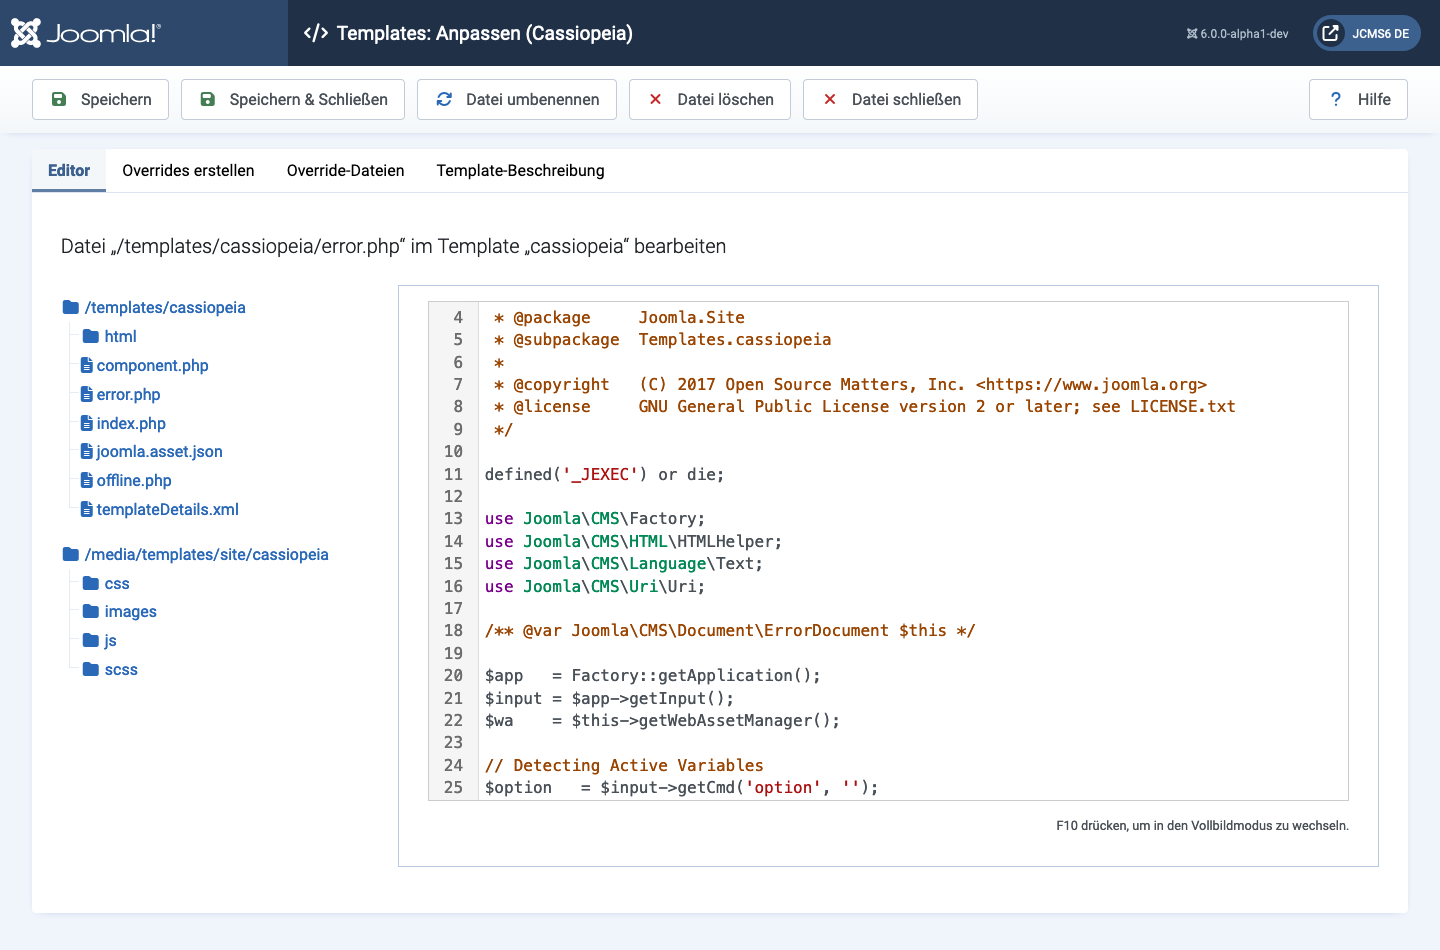 Joomla!®
Templates: Anpassen (Cassiopeia)
6.0.0-alpha1-dev
JCMS6 DE
Speichern
Speichern & Schließen
Datei umbenennen
Datei löschen
Datei schließen
? Hilfe
Editor
Overrides erstellen
Override-Dateien
Template-Beschreibung
Datei „/templates/cassiopeia/error.php“ im Template „cassiopeia“ bearbeiten
/templates/cassiopeia
html
component.php
error.php
index.php
joomla.asset.json
offline.php
templateDetails.xml
/media/templates/site/cassiopeia
css
images
js
scss
4  * @package     Joomla.Site
5  * @subpackage  Templates.cassiopeia
6  *
7  * @copyright   (C) 2017 Open Source Matters, Inc. <https://www.joomla.org>
8  * @license     GNU General Public License version 2 or later; see LICENSE.txt
9  */
10
11 defined('_JEXEC') or die;
12
13 use Joomla\CMS\Factory;
14 use Joomla\CMS\HTML\HTMLHelper;
15 use Joomla\CMS\Language\Text;
16 use Joomla\CMS\Uri\Uri;
17
18 /** @var Joomla\CMS\Document\ErrorDocument $this */
19
20 $app   = Factory::getApplication();
21 $input = $app->getInput();
22 $wa    = $this->getWebAssetManager();
23
24 // Detecting Active Variables
25 $option   = $input->getCmd('option', '');
F10 drücken, um in den Vollbildmodus zu wechseln.